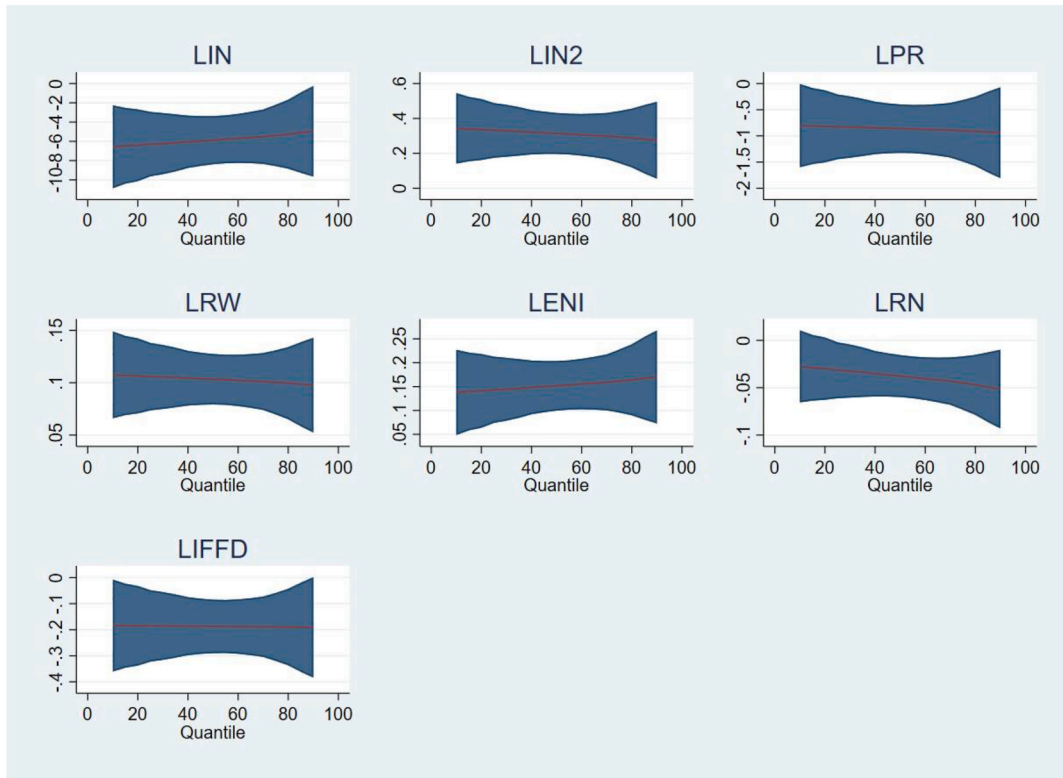 LIN
-10 -8 -6 -4 -2 0
0 20 40 60 80 100
Quantile
LIN2
0 .2 .4 .6
0 20 40 60 80 100
Quantile
LPR
-2 -1.5 -1 -.5 0
0 20 40 60 80 100
Quantile
LRW
.05 .1 .15
0 20 40 60 80 100
Quantile
LENI
.05 .1 .15 .2 .25
0 20 40 60 80 100
Quantile
LRN
-.1 -.05 0
0 20 40 60 80 100
Quantile
LIFFD
-.4 -.3 -.2 -.1 0
0 20 40 60 80 100
Quantile